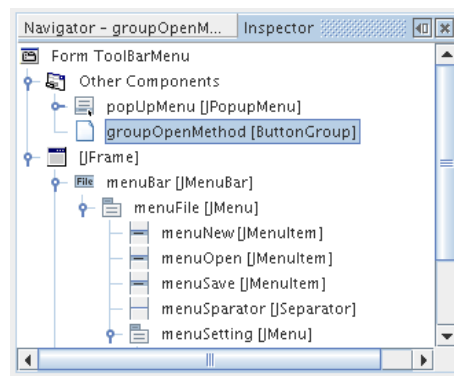 Navigator - groupOpenM... Inspector
Form ToolBarMenu
Other Components
popUpMenu [JPopupMenu]
groupOpenMethod [ButtonGroup]
[JFrame]
File menuBar [JMenuBar]
menuFile [JMenu]
menuNew [JMenuItem]
menuOpen [JMenuItem]
menuSave [JMenuItem]
menuSparator [JSeparator]
menuSetting [JMenu]